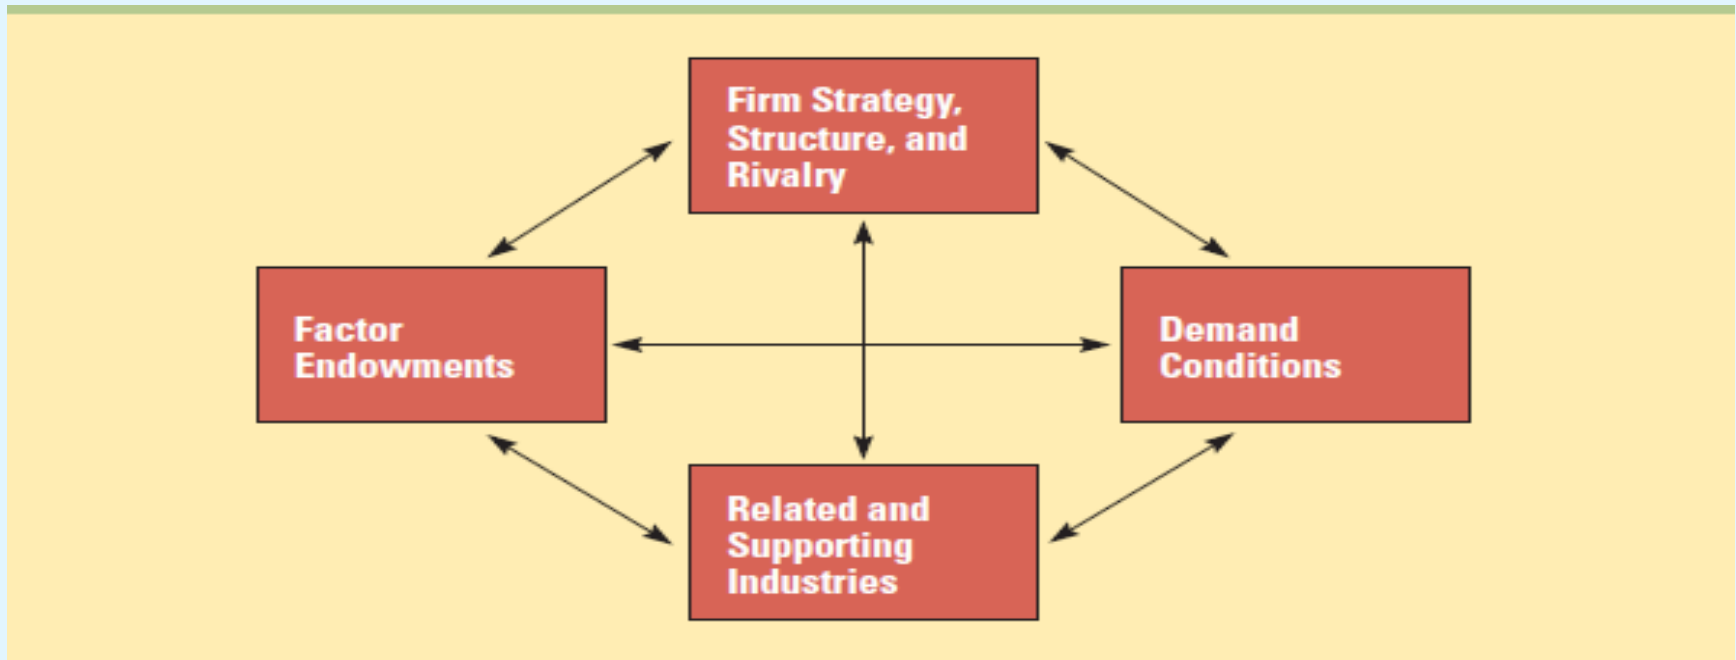 Firm Strategy,
Structure, and
Rivalry
Factor
Endowments
Demand
Conditions
Related and
Supporting
Industries